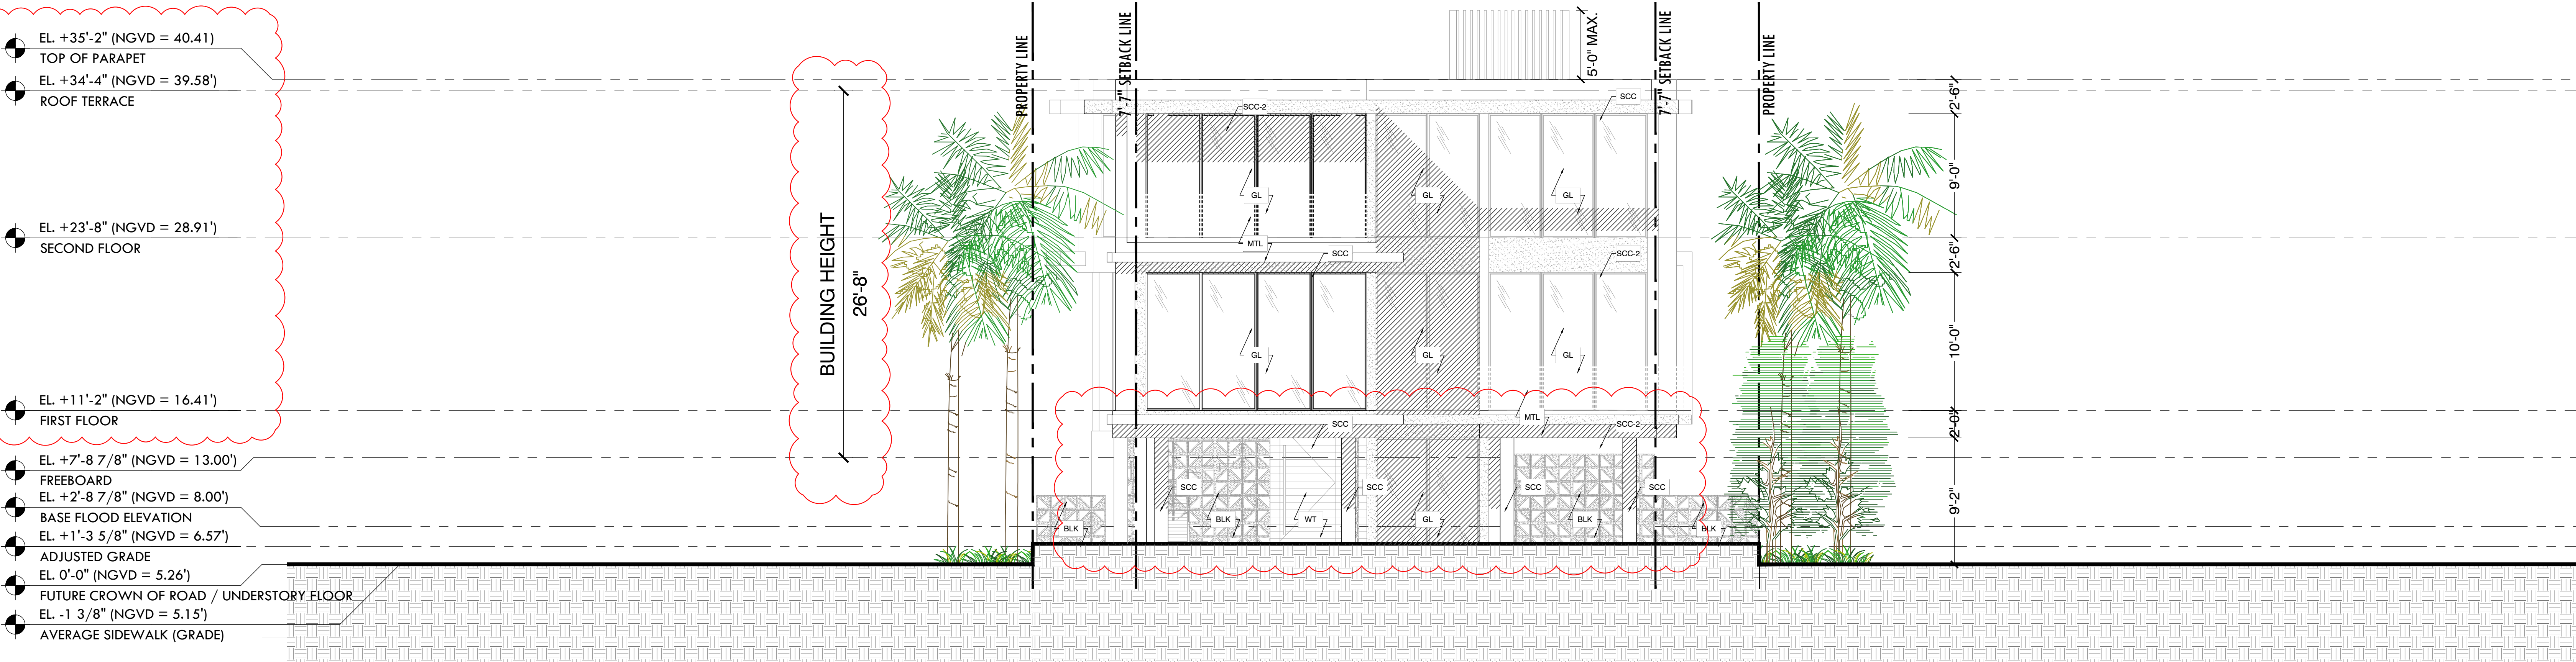 EL. +35'-2" (NGVD = 40.41)
TOP OF PARAPET
EL. +34'-4" (NGVD = 39.58')
ROOF TERRACE
EL. +23'-8" (NGVD = 28.91')
SECOND FLOOR
EL. +11'-2" (NGVD = 16.41')
FIRST FLOOR
EL. +7'-8 7/8" (NGVD = 13.00')
FREEBOARD
EL. +2'-8 7/8" (NGVD = 8.00')
BASE FLOOD ELEVATION
EL. +1'-3 5/8" (NGVD = 6.57')
ADJUSTED GRADE
EL. 0'-0" (NGVD = 5.26')
FUTURE CROWN OF ROAD / UNDERSTORY FLOOR
EL. -1 3/8" (NGVD = 5.15')
AVERAGE SIDEWALK (GRADE)
BUILDING HEIGHT
26'-8"
PROPERTY LINE
7'-7" SETBACK LINE
5'-0" MAX.
7'-7" SETBACK LINE
PROPERTY LINE
SCC-2
SCC
GL
GL
GL
MTL
SCC
SCC-2
GL
GL
GL
MTL
SCC
SCC-2
SCC
SCC
SCC
SCC
BLK
BLK
WT
GL
BLK
BLK
2'-6"
9'-0"
2'-6"
10'-0"
2'-0"
9'-2"